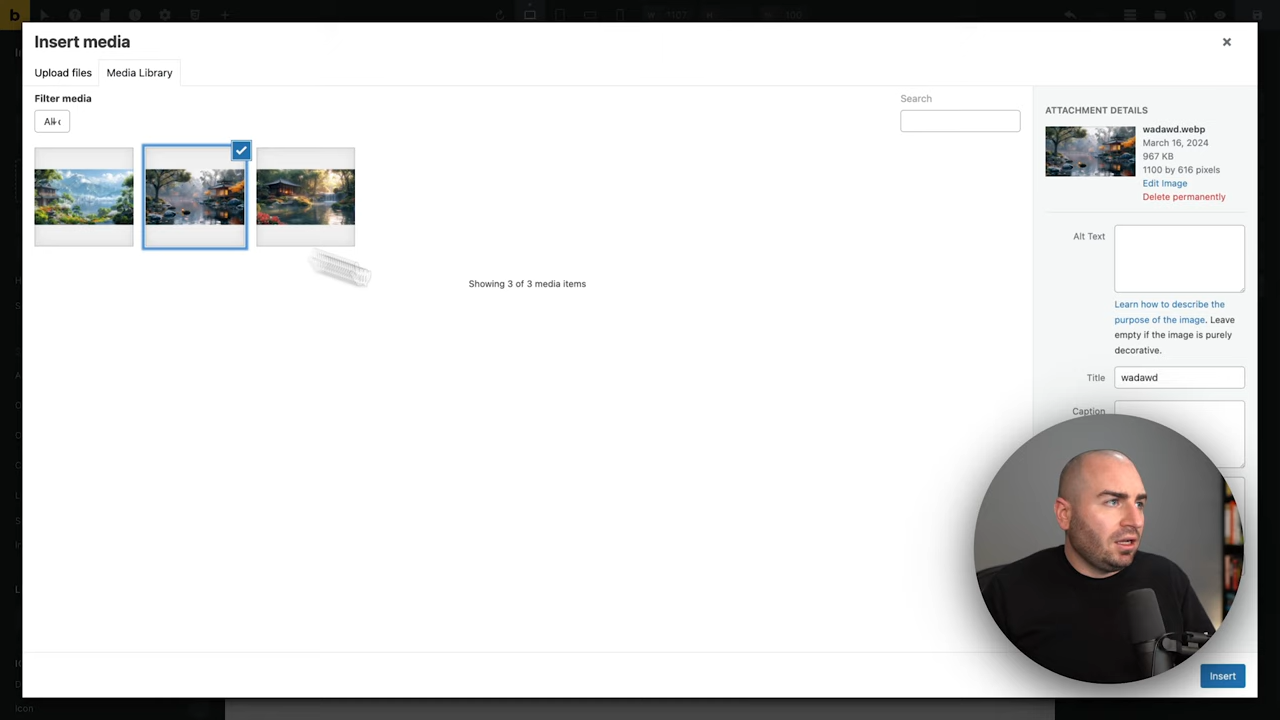 b
Insert media
Upload files
Media Library
Filter media
Search
ATTACHMENT DETAILS
wadawd.webp
March 16, 2024
967 KB
1100 by 616 pixels
Edit Image
Delete permanently
Alt Text
Learn how to describe the
purpose of the image. Leave
empty if the image is purely
decorative.
Showing 3 of 3 media items
Title
wadawd
Caption
Insert
Icon